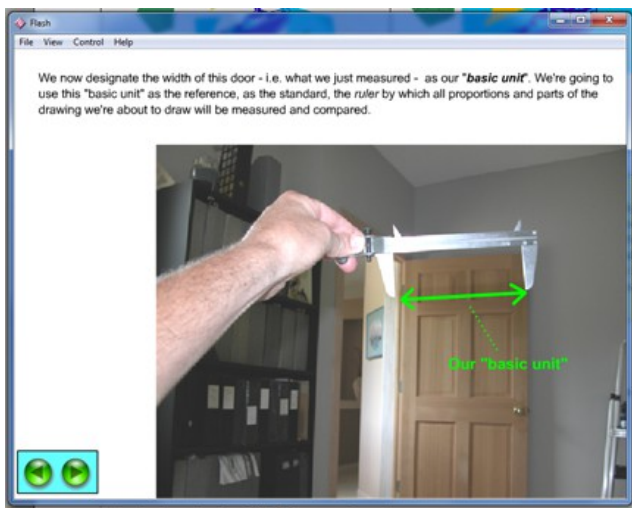 Flash
File View Control Help
We now designate the width of this door - i.e. what we just measured - as our "basic unit". We're going to
use this "basic unit" as the reference, as the standard, the ruler by which all proportions and parts of the
drawing we're about to draw will be measured and compared.
Our "basic unit"